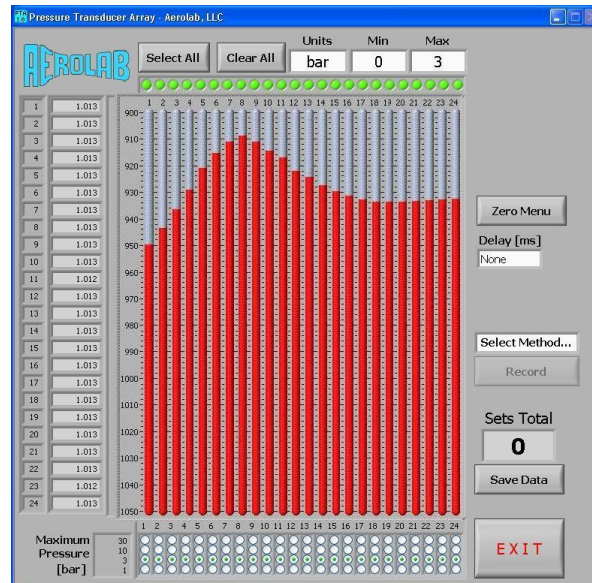 Pressure Transducer Array - Aerolab, LLC
AEROLAB
Select All Clear All
Units Min Max
bar 0 3
1 2 3 4 5 6 7 8 9 10 11 12 13 14 15 16 17 18 19 20 21 22 23 24
1 1.013
2 1.013
3 1.013
4 1.013
5 1.013
6 1.013
7 1.013
8 1.013
9 1.013
10 1.013
11 1.012
12 1.013
13 1.013
14 1.013
15 1.013
16 1.013
17 1.013
18 1.013
19 1.013
20 1.013
21 1.013
22 1.013
23 1.012
24 1.013
900
910
920
930
940
950
960
970
980
990
1000
1010
1020
1030
1040
1050
1 2 3 4 5 6 7 8 9 10 11 12 13 14 15 16 17 18 19 20 21 22 23 24
Maximum
Pressure
[bar]
30
10
3
1
Zero Menu
Delay [ms]
None
Select Method...
Record
Sets Total
0
Save Data
EXIT